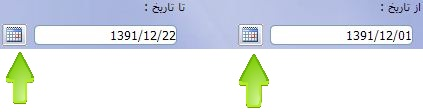 از تاریخ :
1391/12/01
تا تاریخ :
1391/12/22